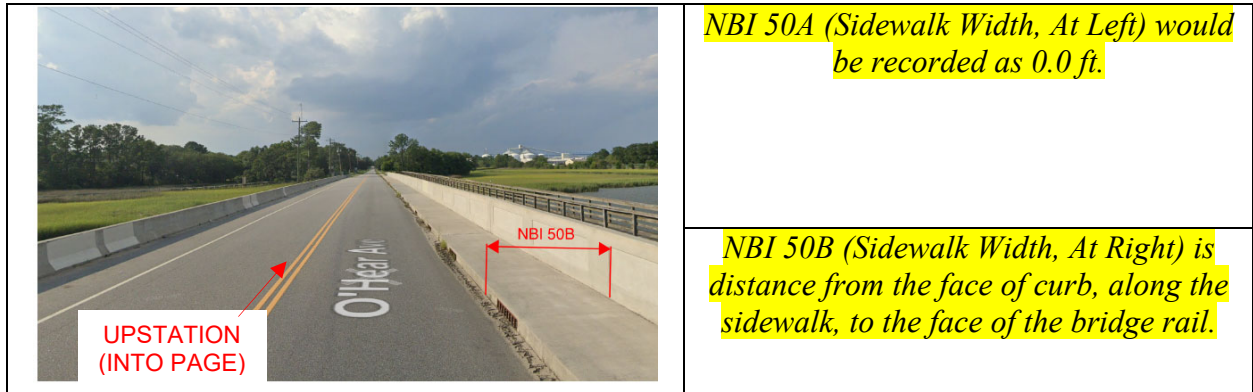 NBI 50A (Sidewalk Width, At Left) would
be recorded as 0.0 ft.
NBI 50B
O'Hear Ave
UPSTATION
(INTO PAGE)
NBI 50B (Sidewalk Width, At Right) is
distance from the face of curb, along the
sidewalk, to the face of the bridge rail.